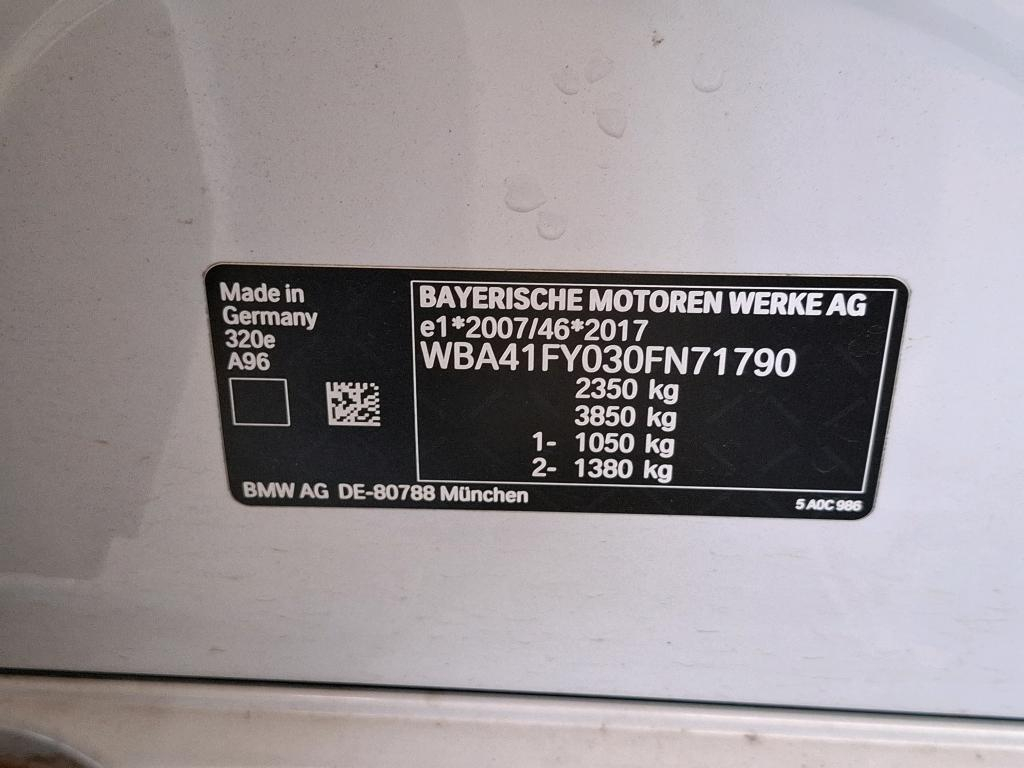 Made in
Germany
320e
A96
BAYERISCHE MOTOREN WERKE AG
e1*2007/46*2017
WBA41FY030FN71790
2350 kg
3850 kg
1- 1050 kg
2- 1380 kg
BMW AG DE-80788 München
5 A0C 986